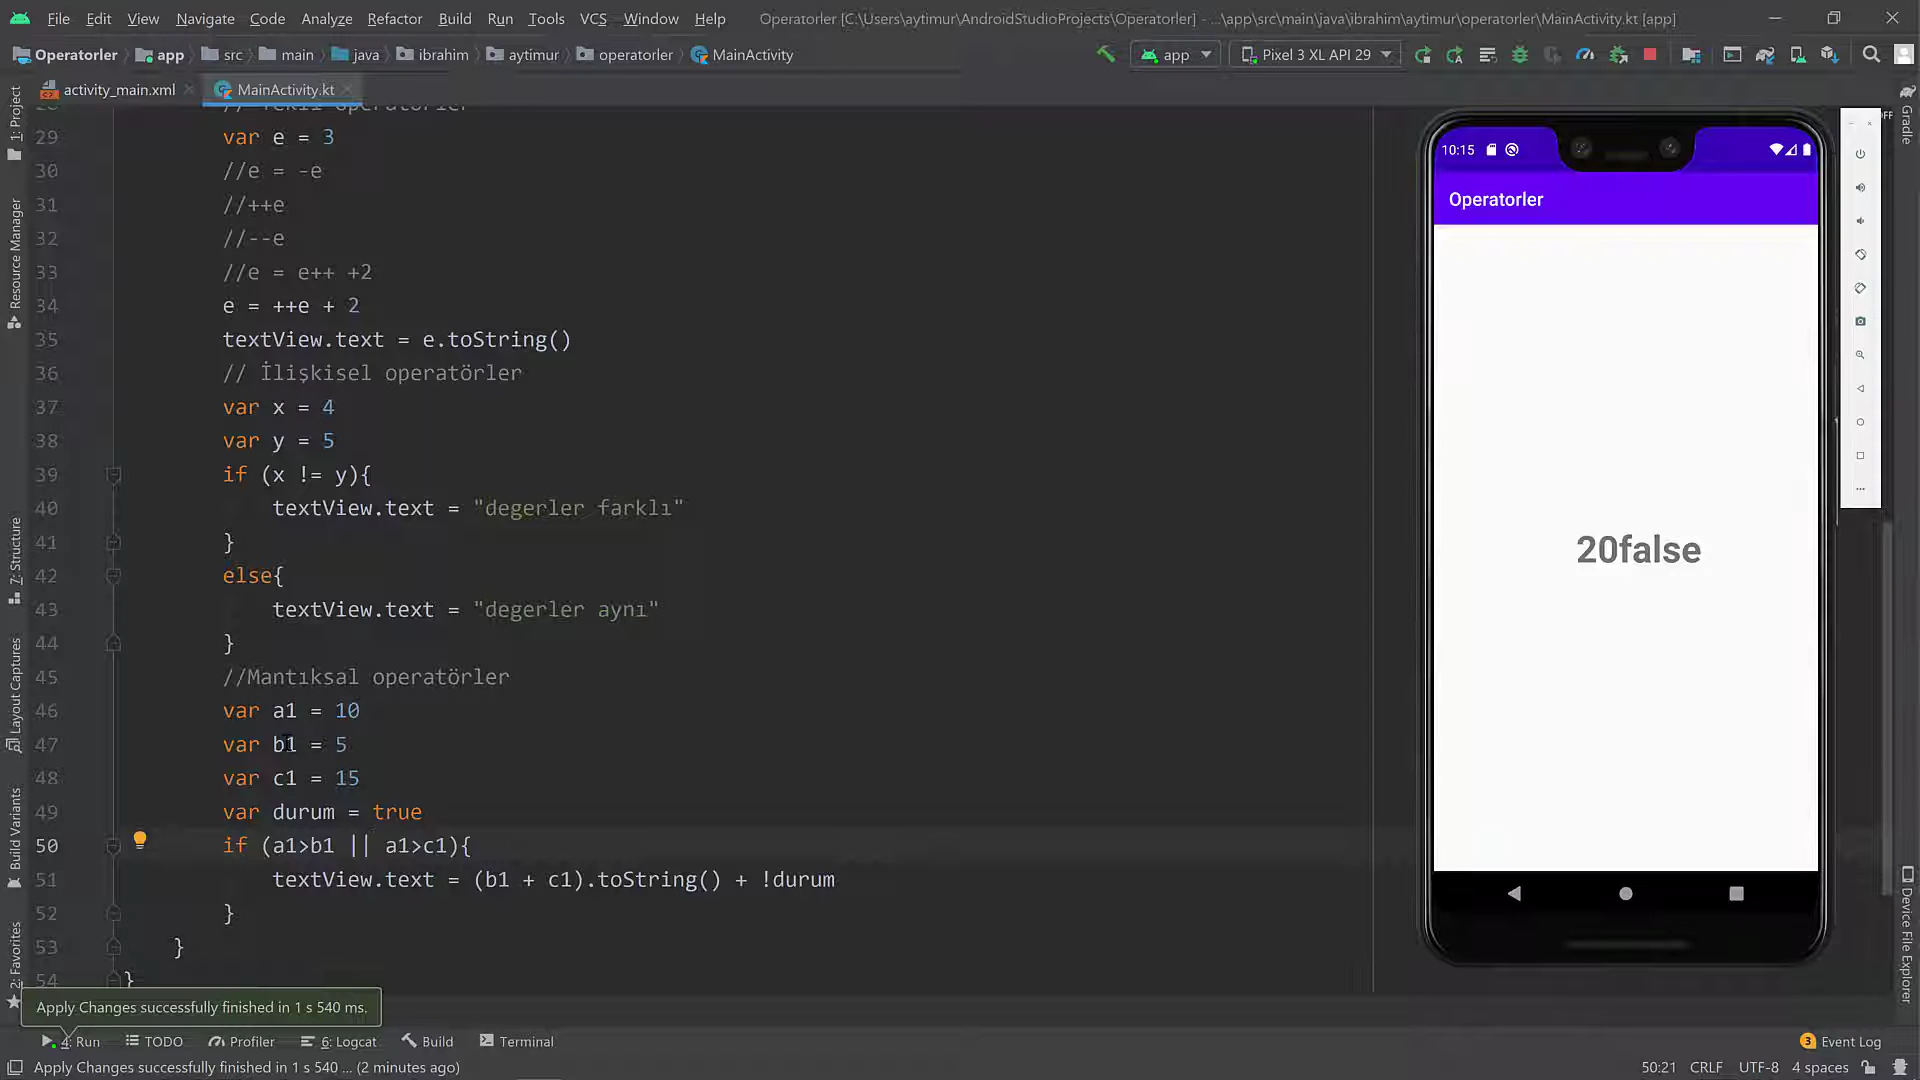 File Edit View Navigate Code Analyze Refactor Build Run Tools VCS Window Help Operatorler [C:\Users\aytimur\AndroidStudioProjects\Operatorler] - ...\app\src\main\java\ibrahim\aytimur\operatorler\MainActivity.kt [app]
Operatorler app src main java ibrahim aytimur operatorler MainActivity app Pixel 3 XL API 29
activity_main.xml MainActivity.kt
28 // Tekli operatörler
29 var e = 3
30 //e = -e
31 //++e
32 //--e
33 //e = e++ +2
34 e = ++e + 2
35 textView.text = e.toString()
36 // İlişkisel operatörler
37 var x = 4
38 var y = 5
39 if (x != y){
40 textView.text = "degerler farklı"
41 }
42 else{
43 textView.text = "degerler aynı"
44 }
45 //Mantıksal operatörler
46 var a1 = 10
47 var b1 = 5
48 var c1 = 15
49 var durum = true
50 if (a1>b1 || a1>c1){
51 textView.text = (b1 + c1).toString() + !durum
52 }
53 }
54 }
1: Project
Resource Manager
7: Structure
Layout Captures
Build Variants
2: Favorites
10:15
Operatorler
20false
Gradle
Device File Explorer
Apply Changes successfully finished in 1 s 540 ms.
4: Run TODO Profiler 6: Logcat Build Terminal 3 Event Log
Apply Changes successfully finished in 1 s 540 ... (2 minutes ago) 50:21 CRLF UTF-8 4 spaces